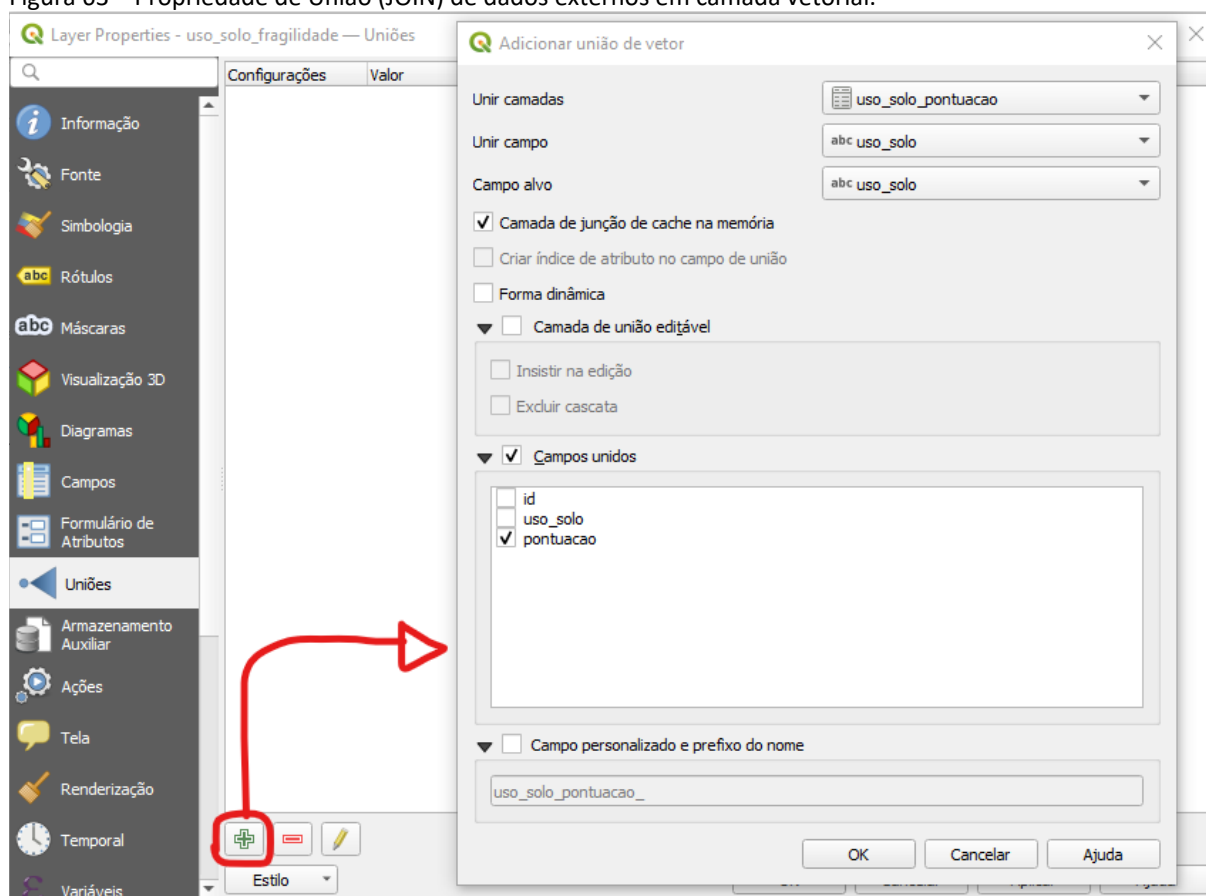 Figura 63 – Propriedade de União (JOIN) de dados externos em camada vetorial.
Layer Properties - uso_solo_fragilidade — Uniões
Informação
Fonte
Simbologia
abc Rótulos
abc Máscaras
Visualização 3D
Diagramas
Campos
Formulário de
Atributos
Uniões
Armazenamento
Auxiliar
Ações
Tela
Renderização
Temporal
Variáveis
Configurações Valor
Estilo
Adicionar união de vetor
Unir camadas uso_solo_pontuacao
Unir campo abc uso_solo
Campo alvo abc uso_solo
Camada de junção de cache na memória
Criar índice de atributo no campo de união
Forma dinâmica
Camada de união editável
Insistir na edição
Excluir cascata
Campos unidos
id
uso_solo
pontuacao
Campo personalizado e prefixo do nome
uso_solo_pontuacao_
OK Cancelar Ajuda